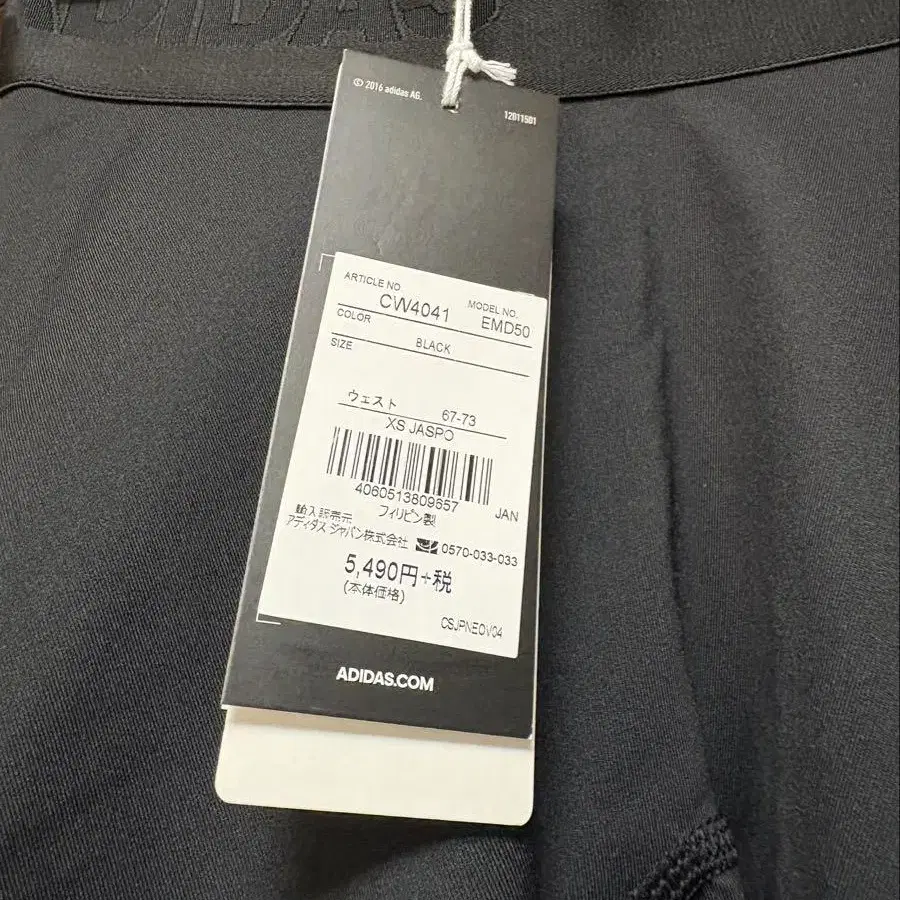 ADIDAS
© 2016 adidas AG.
12011501
ARTICLE NO
MODEL NO.
CW4041
EMD50
COLOR
BLACK
SIZE
ウェスト 67-73
XS JASPO
4060513809657
JAN
フィリピン製
輸入販売元
アディダス ジャパン株式会社 0570-033-033
5,490円+税
(本体価格)
CSJPNEOV04
ADIDAS.COM